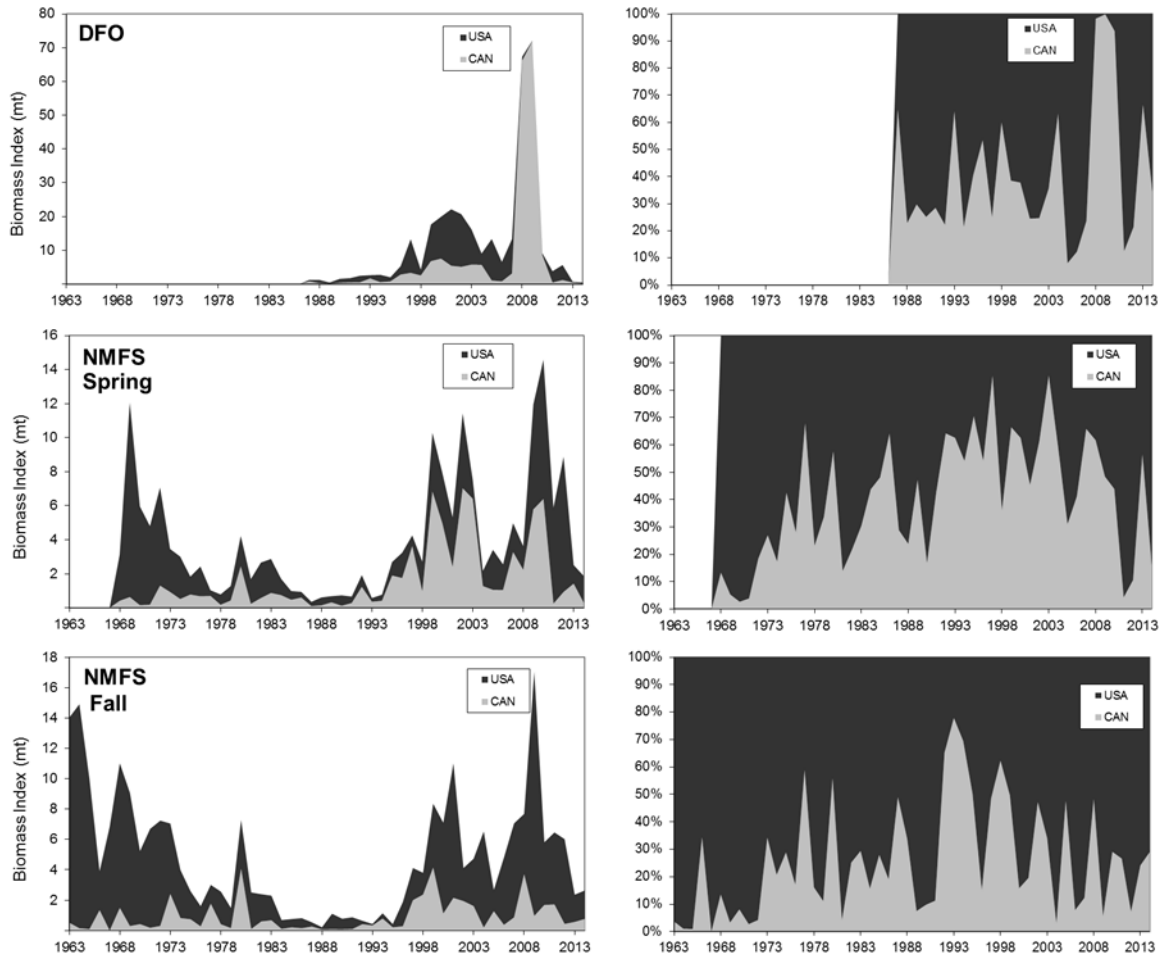 DFO
USA
CAN
Biomass Index (mt)
80
70
60
50
40
30
20
10
1963 1968 1973 1978 1983 1988 1993 1998 2003 2008 2013
100%
90%
80%
70%
60%
50%
40%
30%
20%
10%
0%
USA
CAN
1963 1968 1973 1978 1983 1988 1993 1998 2003 2008 2013
NMFS
Spring
USA
CAN
Biomass Index (mt)
16
14
12
10
8
6
4
2
1963 1968 1973 1978 1983 1988 1993 1998 2003 2008 2013
100%
90%
80%
70%
60%
50%
40%
30%
20%
10%
0%
USA
CAN
1963 1968 1973 1978 1983 1988 1993 1998 2003 2008 2013
NMFS
Fall
USA
CAN
Biomass Index (mt)
18
16
14
12
10
8
6
4
2
1963 1968 1973 1978 1983 1988 1993 1998 2003 2008 2013
100%
90%
80%
70%
60%
50%
40%
30%
20%
10%
0%
USA
CAN
1963 1968 1973 1978 1983 1988 1993 1998 2003 2008 2013